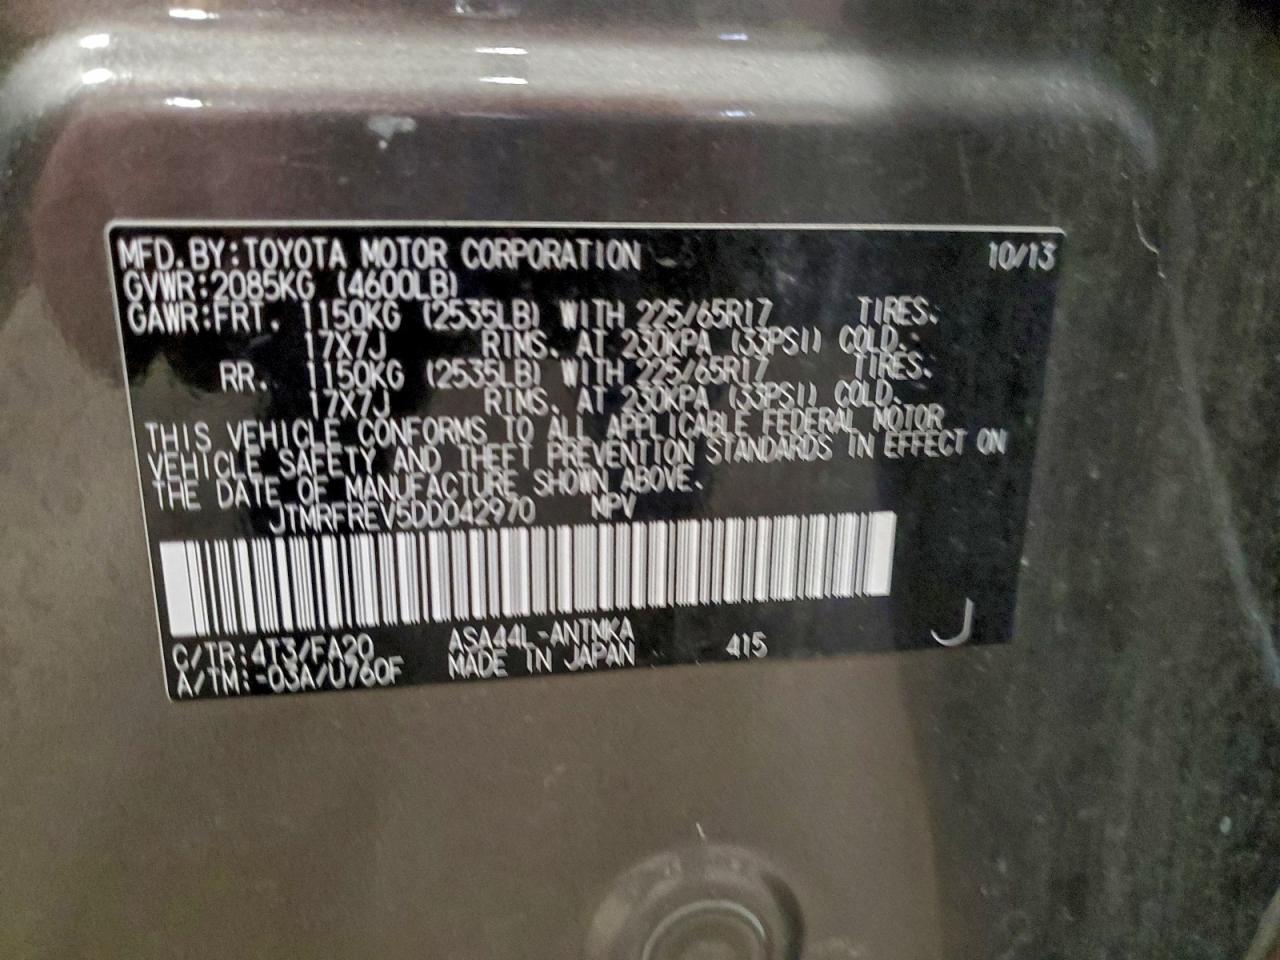 MFD. BY: TOYOTA MOTOR CORPORATION 10/13
GVWR: 2085KG (4600LB)
GAWR: FRT. 1150KG (2535LB) WITH 225/65R17 TIRES.
17X7J RIMS. AT 230KPA (33PSI) COLD.
RR. 1150KG (2535LB) WITH 225/65R17 TIRES.
17X7J RIMS. AT 230KPA (33PSI) COLD.
THIS VEHICLE CONFORMS TO ALL APPLICABLE FEDERAL MOTOR
VEHICLE SAFETY AND THEFT PREVENTION STANDARDS IN EFFECT ON
THE DATE OF MANUFACTURE SHOWN ABOVE.
JTMRFREV5DD042970 MPV
C/TR: 4T3/FA20 ASA44L-ANTMKA 415 J
A/TM: -03A/U760F MADE IN JAPAN